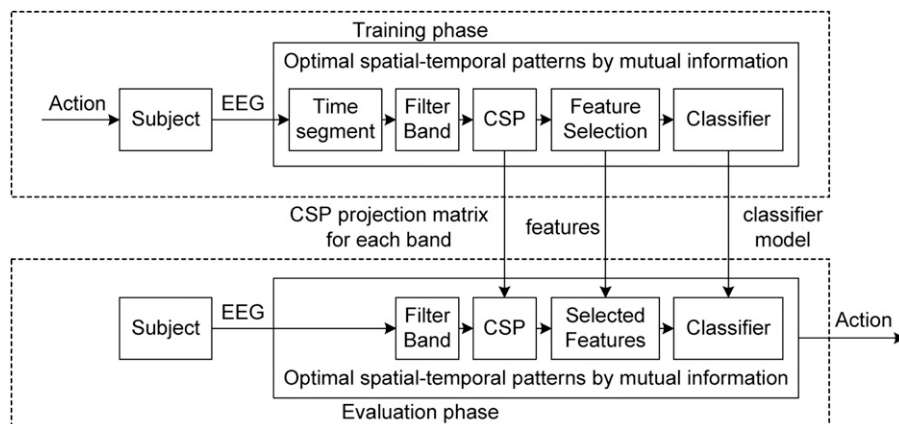 Training phase
Optimal spatial-temporal patterns by mutual information
Action
Subject
EEG
Time
segment
Filter
Band
CSP
Feature
Selection
Classifier
CSP projection matrix
for each band
features
classifier
model
Subject
EEG
Filter
Band
CSP
Selected
Features
Classifier
Action
Optimal spatial-temporal patterns by mutual information
Evaluation phase